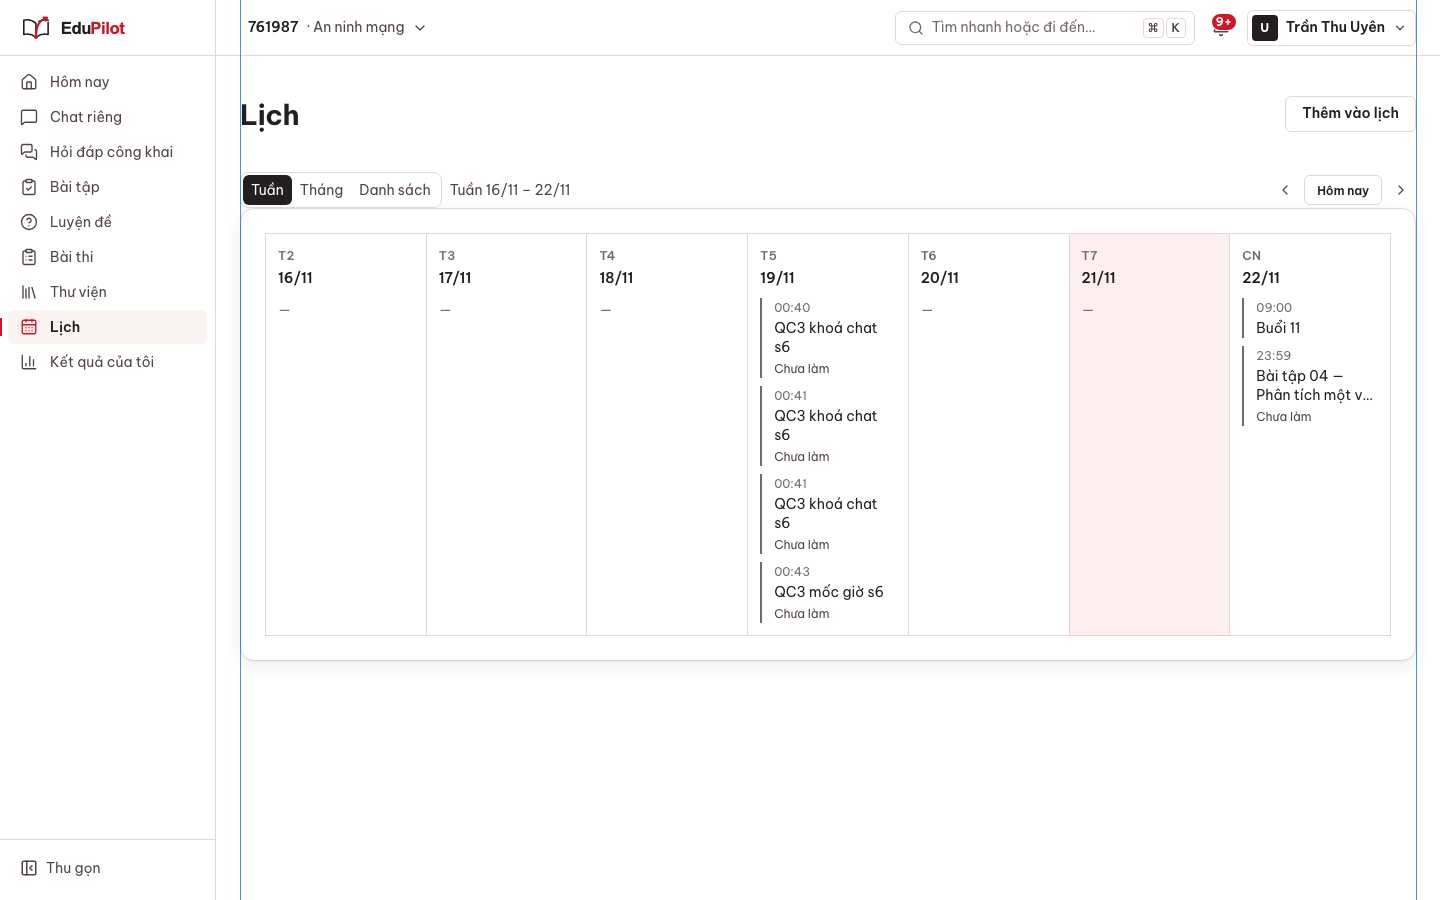 EduPilot
761987 · An ninh mạng
Tìm nhanh hoặc đi đến... ⌘ K
9+
U Trần Thu Uyên
Hôm nay
Chat riêng
Hỏi đáp công khai
Bài tập
Luyện đề
Bài thi
Thư viện
Lịch
Kết quả của tôi
Thu gọn
Lịch
Thêm vào lịch
Tuần Tháng Danh sách Tuần 16/11 – 22/11
Hôm nay
T2
16/11
—
T3
17/11
—
T4
18/11
—
T5
19/11
00:40
QC3 khoá chat
s6
Chưa làm
00:41
QC3 khoá chat
s6
Chưa làm
00:41
QC3 khoá chat
s6
Chưa làm
00:43
QC3 mốc giờ s6
Chưa làm
T6
20/11
—
T7
21/11
—
CN
22/11
09:00
Buổi 11
23:59
Bài tập 04 —
Phân tích một v...
Chưa làm